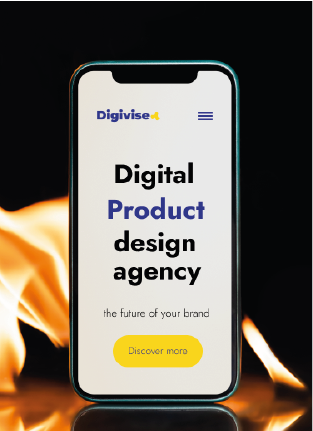 Digivise
Digital
Product
design
agency
the future of your brand
Discover more